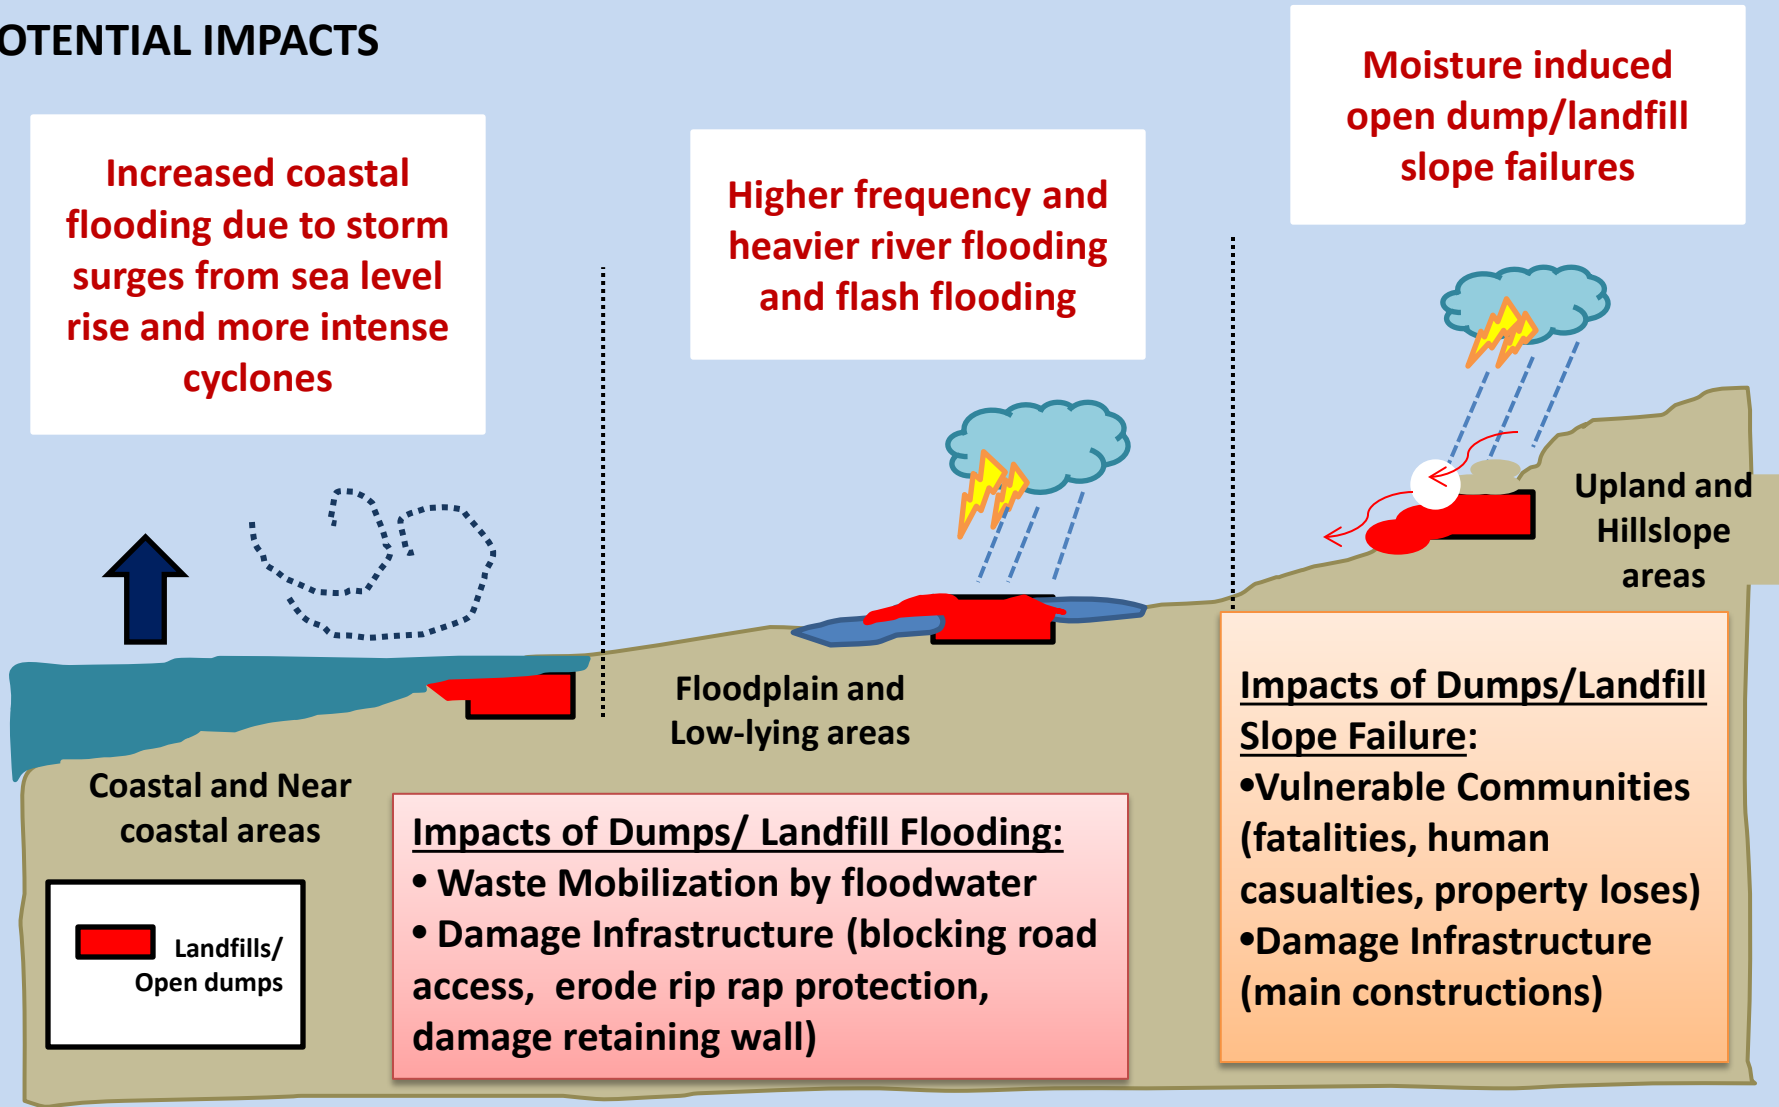 OTENTIAL IMPACTS
Increased coastal
flooding due to storm
surges from sea level
rise and more intense
cyclones
Higher frequency and
heavier river flooding
and flash flooding
Moisture induced
open dump/landfill
slope failures
Upland and
Hillslope
areas
Floodplain and
Low-lying areas
Coastal and Near
coastal areas
Landfills/
Open dumps
Impacts of Dumps/ Landfill Flooding:
• Waste Mobilization by floodwater
• Damage Infrastructure (blocking road
access, erode rip rap protection,
damage retaining wall)
Impacts of Dumps/Landfill
Slope Failure:
•Vulnerable Communities
(fatalities, human
casualties, property loses)
•Damage Infrastructure
(main constructions)